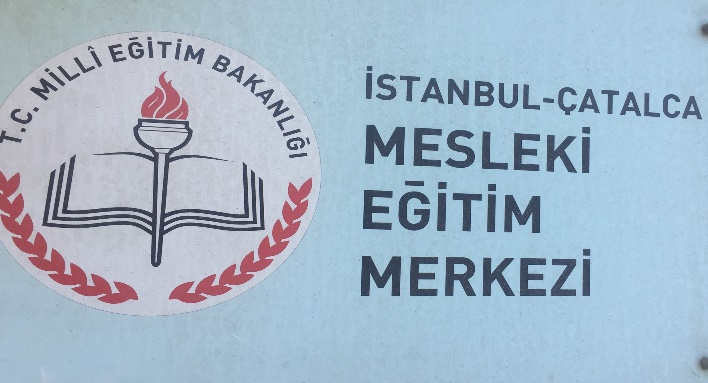 T.C. MİLLÎ EĞİTİM BAKANLIĞI
İSTANBUL-ÇATALCA
MESLEKİ
EĞİTİM
MERKEZİ